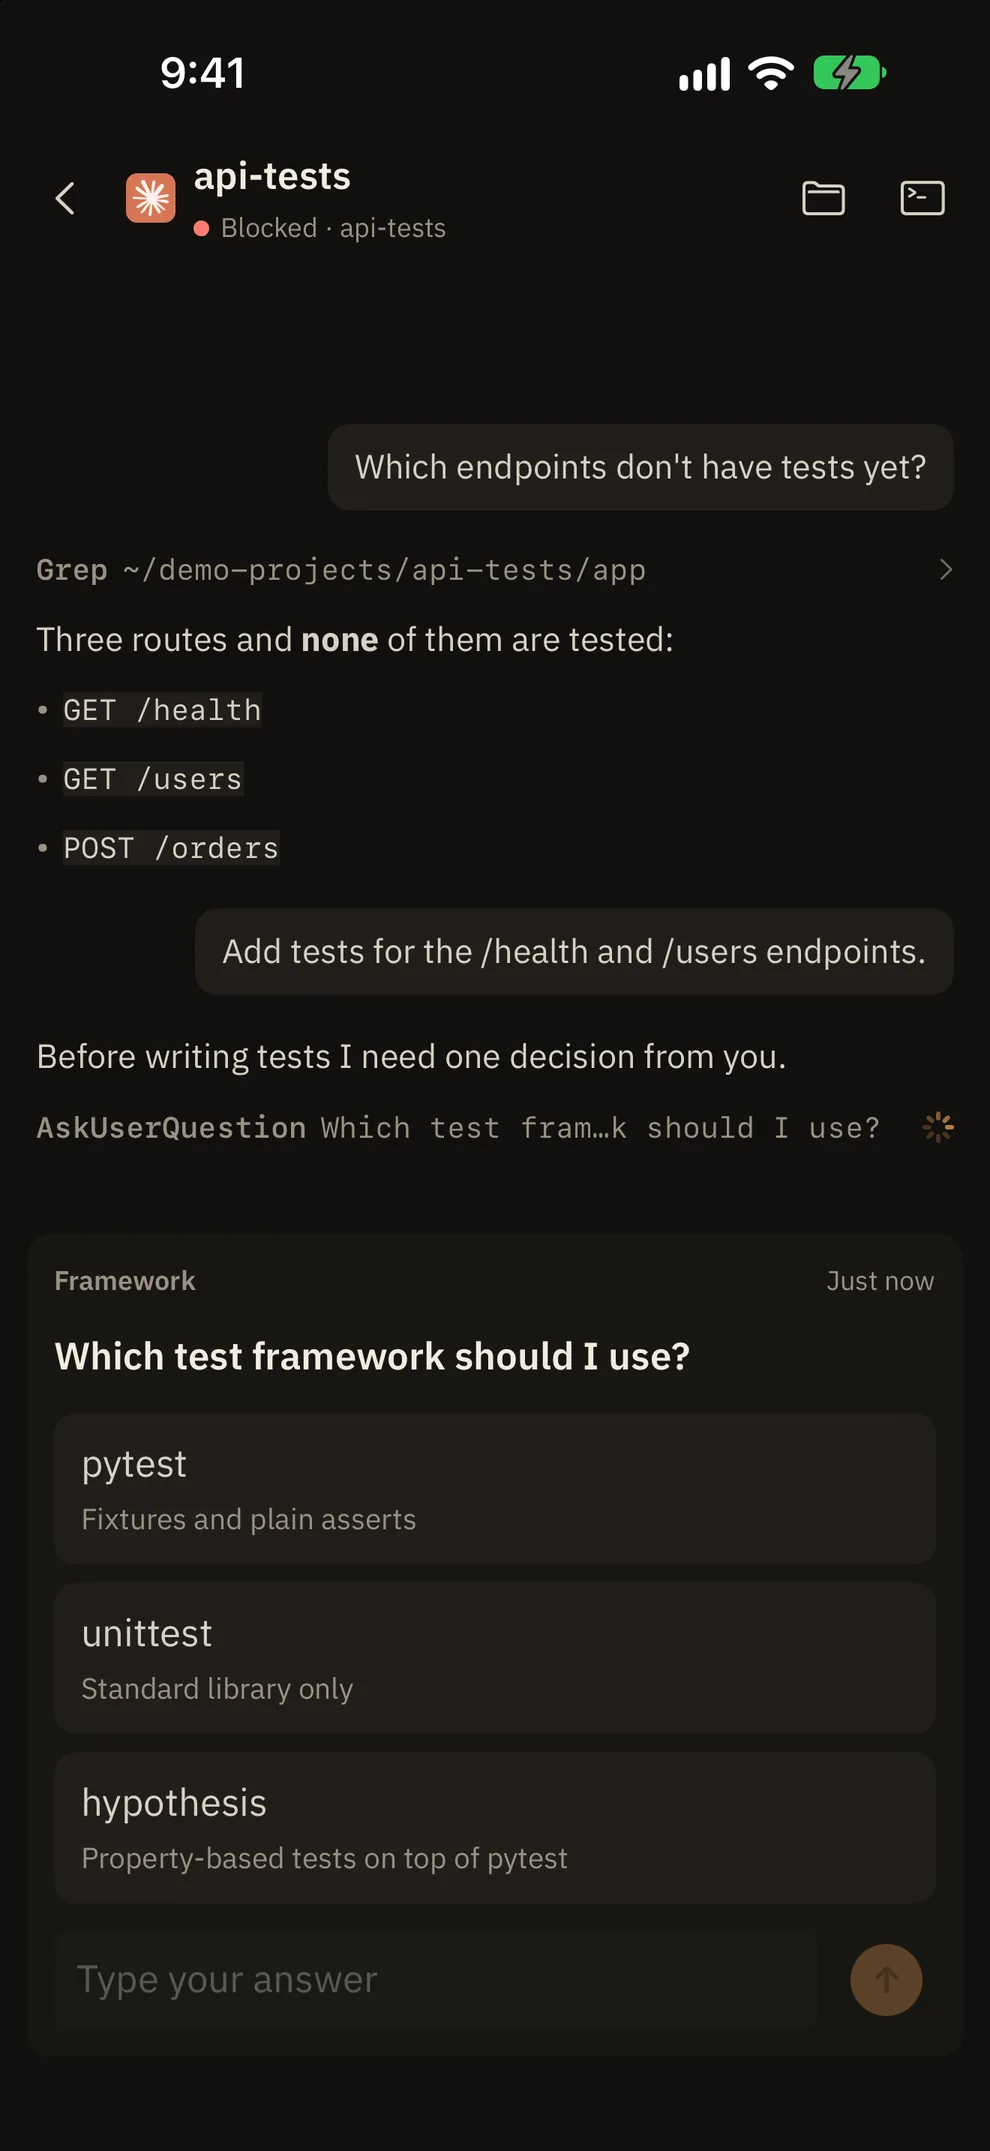 9:41
api-tests
Blocked · api-tests
Which endpoints don't have tests yet?
Grep ~/demo-projects/api-tests/app
Three routes and none of them are tested:
• GET /health
• GET /users
• POST /orders
Add tests for the /health and /users endpoints.
Before writing tests I need one decision from you.
AskUserQuestion Which test fram…k should I use?
Framework Just now
Which test framework should I use?
pytest
Fixtures and plain asserts
unittest
Standard library only
hypothesis
Property-based tests on top of pytest
Type your answer